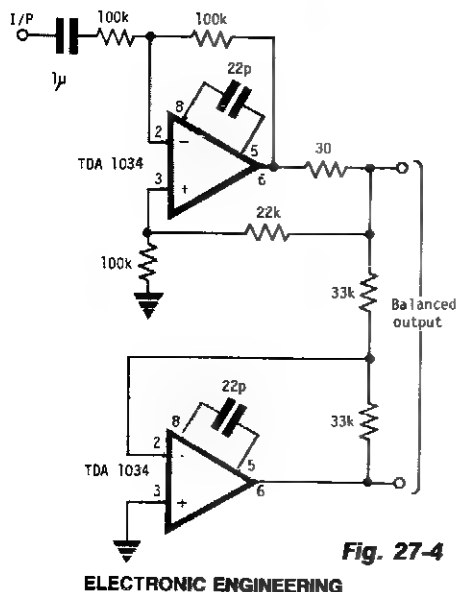 I/P
1μ
100k
100k
22p
8
2
-
5
TDA 1034
3
+
6
30
22k
100k
33k
Balanced
output
22p
8
33k
2
-
5
TDA 1034
3
+
6
Fig. 27-4
ELECTRONIC ENGINEERING